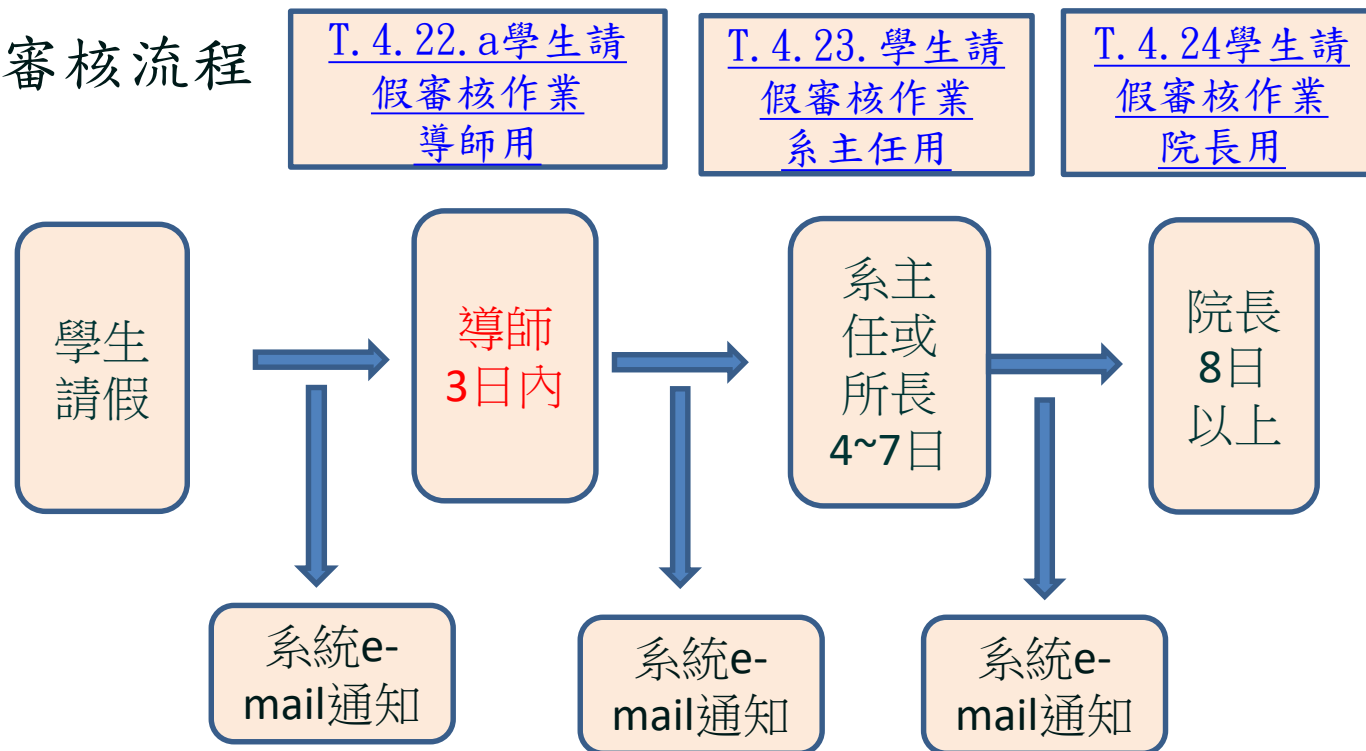 審核流程
T.4.22.a學生請
假審核作業
導師用
T.4.23.學生請
假審核作業
系主任用
T.4.24學生請
假審核作業
院長用
學生
請假
導師
3日內
系主
任或
所長
4~7日
院長
8日
以上
系統e-
mail通知
系統e-
mail通知
系統e-
mail通知